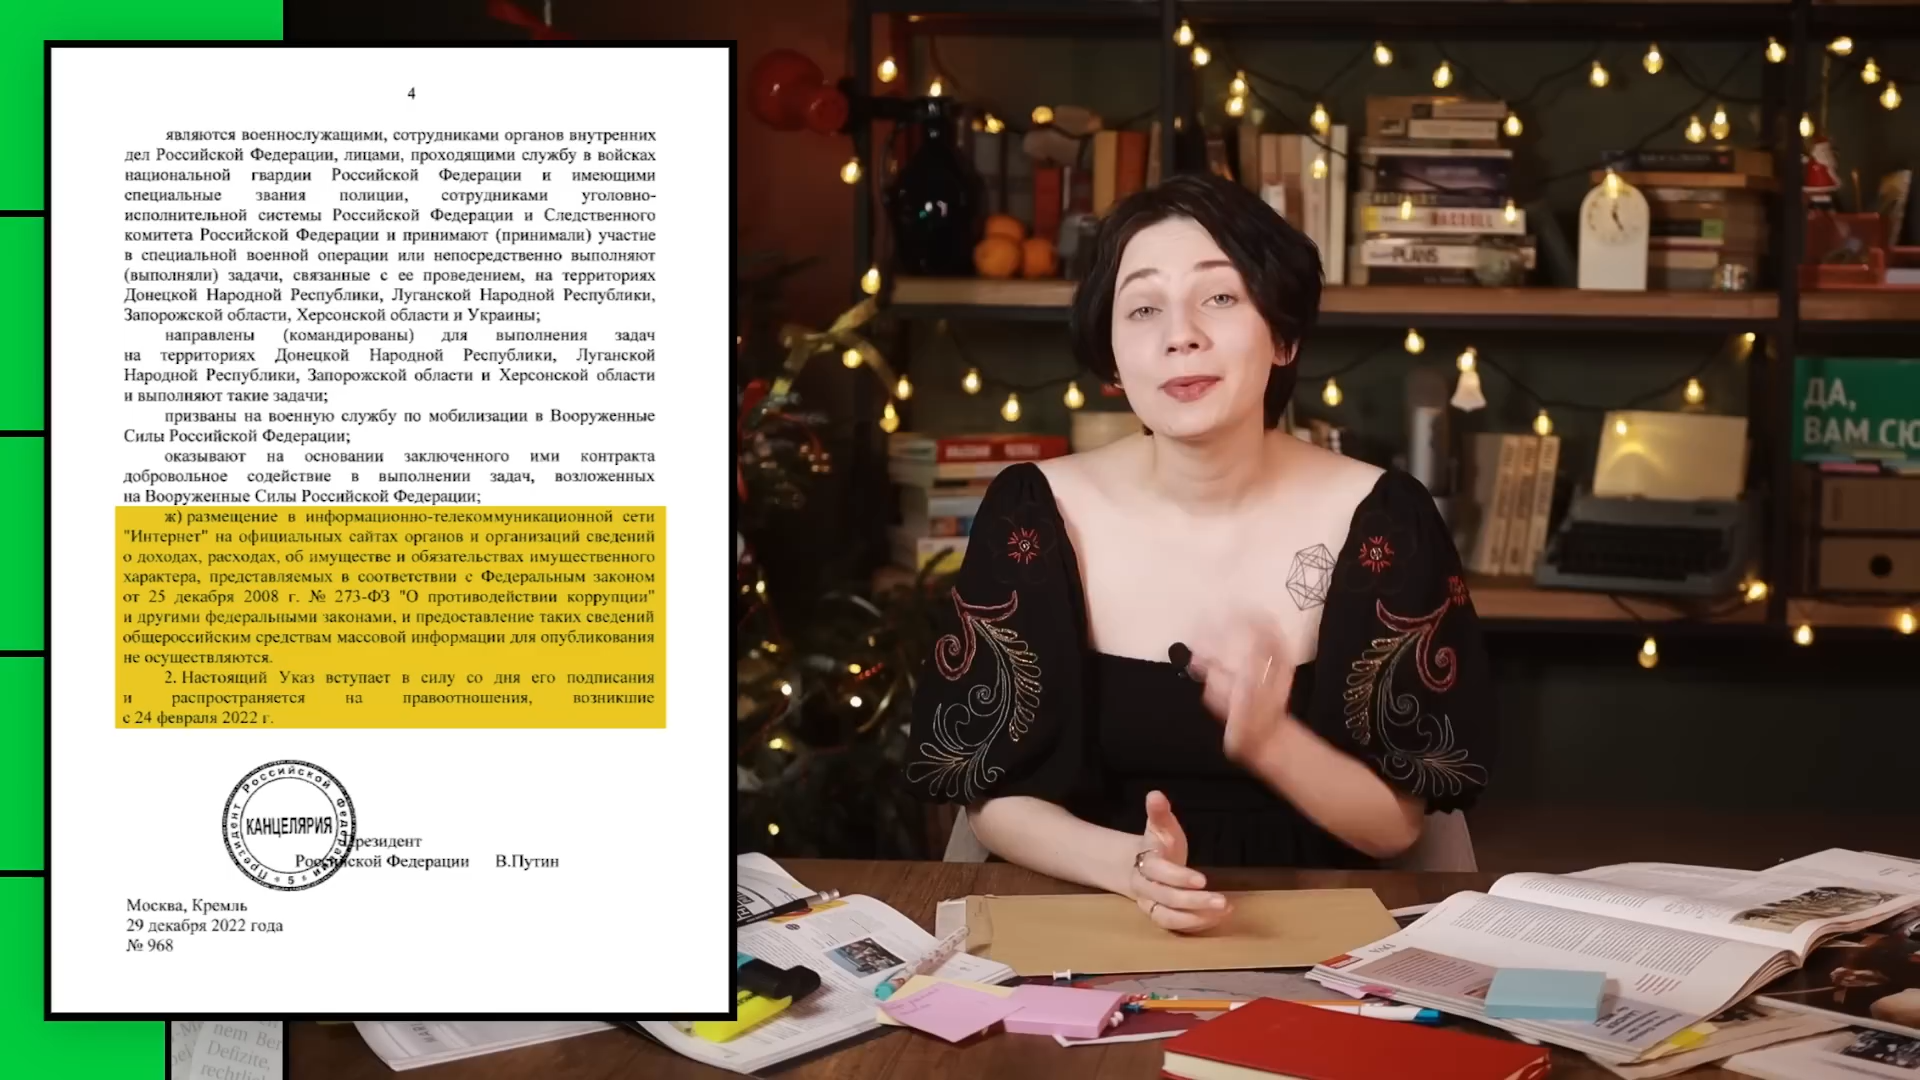 4
являются военнослужащими, сотрудниками органов внутренних
дел Российской Федерации, лицами, проходящими службу в войсках
национальной гвардии Российской Федерации и имеющими
специальные звания полиции, сотрудниками уголовно-
исполнительной системы Российской Федерации и Следственного
комитета Российской Федерации и принимают (принимали) участие
в специальной военной операции или непосредственно выполняют
(выполняли) задачи, связанные с ее проведением, на территориях
Донецкой Народной Республики, Луганской Народной Республики,
Запорожской области, Херсонской области и Украины;
направлены (командированы) для выполнения задач
на территориях Донецкой Народной Республики, Луганской
Народной Республики, Запорожской области и Херсонской области
и выполняют такие задачи;
призваны на военную службу по мобилизации в Вооруженные
Силы Российской Федерации;
оказывают на основании заключенного ими контракта
добровольное содействие в выполнении задач, возложенных
на Вооруженные Силы Российской Федерации;
ж) размещение в информационно-телекоммуникационной сети
"Интернет" на официальных сайтах органов и организаций сведений
о доходах, расходах, об имуществе и обязательствах имущественного
характера, представляемых в соответствии с Федеральным законом
от 25 декабря 2008 г. № 273-ФЗ "О противодействии коррупции"
и другими федеральными законами, и предоставление таких сведений
общероссийским средствам массовой информации для опубликования
не осуществляются.
2. Настоящий Указ вступает в силу со дня его подписания
и распространяется на правоотношения, возникшие
с 24 февраля 2022 г.
Президент Российской Федерации * 5 *
КАНЦЕЛЯРИЯ
Президент
Российской Федерации В.Путин
Москва, Кремль
29 декабря 2022 года
№ 968
nem Ber
Defizite,
PLANS
ДА,
ВАМ